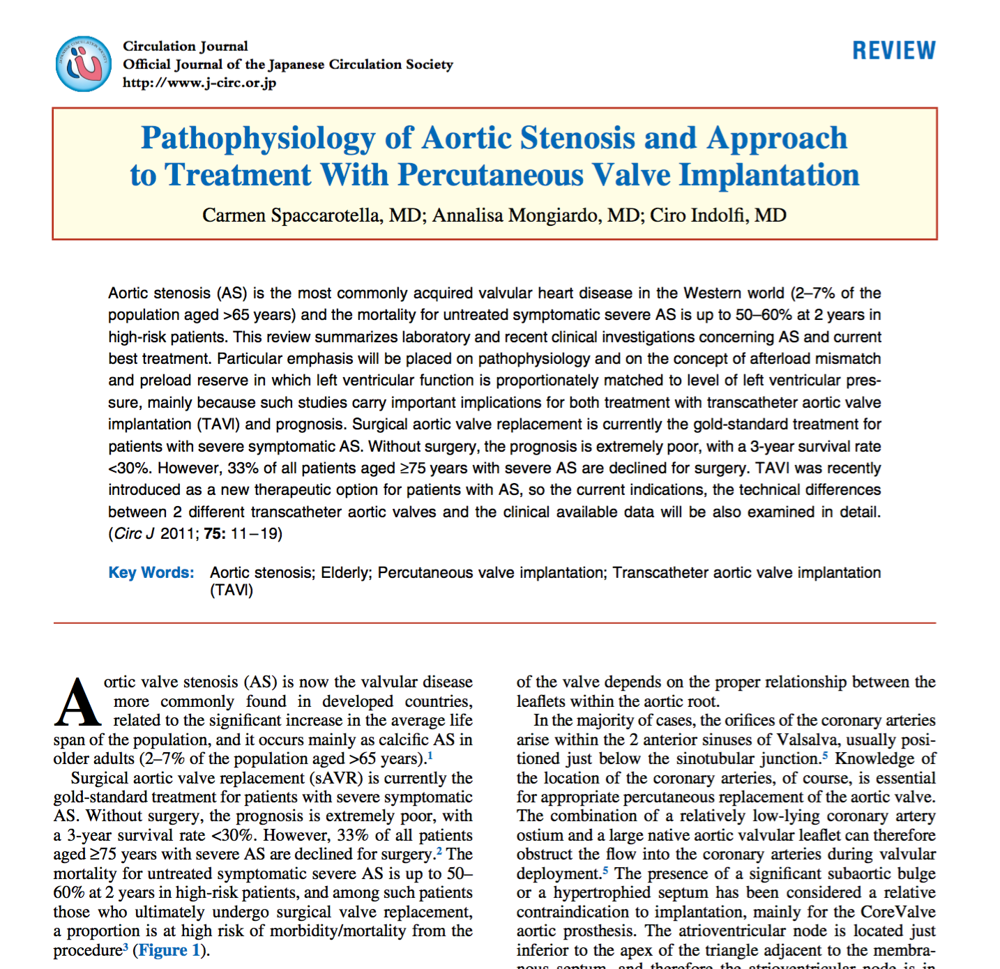 Circulation Journal
Official Journal of the Japanese Circulation Society
http://www.j-circ.or.jp
REVIEW
Pathophysiology of Aortic Stenosis and Approach
to Treatment With Percutaneous Valve Implantation
Carmen Spaccarotella, MD; Annalisa Mongiardo, MD; Ciro Indolfi, MD
Aortic stenosis (AS) is the most commonly acquired valvular heart disease in the Western world (2–7% of the
population aged >65 years) and the mortality for untreated symptomatic severe AS is up to 50–60% at 2 years in
high-risk patients. This review summarizes laboratory and recent clinical investigations concerning AS and current
best treatment. Particular emphasis will be placed on pathophysiology and on the concept of afterload mismatch
and preload reserve in which left ventricular function is proportionately matched to level of left ventricular pres-
sure, mainly because such studies carry important implications for both treatment with transcatheter aortic valve
implantation (TAVI) and prognosis. Surgical aortic valve replacement is currently the gold-standard treatment for
patients with severe symptomatic AS. Without surgery, the prognosis is extremely poor, with a 3-year survival rate
<30%. However, 33% of all patients aged ≥75 years with severe AS are declined for surgery. TAVI was recently
introduced as a new therapeutic option for patients with AS, so the current indications, the technical differences
between 2 different transcatheter aortic valves and the clinical available data will be also examined in detail.
(Circ J 2011; 75: 11–19)
Key Words: Aortic stenosis; Elderly; Percutaneous valve implantation; Transcatheter aortic valve implantation
(TAVI)
Aortic valve stenosis (AS) is now the valvular disease
more commonly found in developed countries,
related to the significant increase in the average life
span of the population, and it occurs mainly as calcific AS in
older adults (2–7% of the population aged >65 years).1
Surgical aortic valve replacement (sAVR) is currently the
gold-standard treatment for patients with severe symptomatic
AS. Without surgery, the prognosis is extremely poor, with
a 3-year survival rate <30%. However, 33% of all patients
aged ≥75 years with severe AS are declined for surgery.2 The
mortality for untreated symptomatic severe AS is up to 50–
60% at 2 years in high-risk patients, and among such patients
those who ultimately undergo surgical valve replacement,
a proportion is at high risk of morbidity/mortality from the
procedure3 (Figure 1).
of the valve depends on the proper relationship between the
leaflets within the aortic root.
In the majority of cases, the orifices of the coronary arteries
arise within the 2 anterior sinuses of Valsalva, usually posi-
tioned just below the sinotubular junction.5 Knowledge of
the location of the coronary arteries, of course, is essential
for appropriate percutaneous replacement of the aortic valve.
The combination of a relatively low-lying coronary artery
ostium and a large native aortic valvular leaflet can therefore
obstruct the flow into the coronary arteries during valvular
deployment.5 The presence of a significant subaortic bulge
or a hypertrophied septum has been considered a relative
contraindication to implantation, mainly for the CoreValve
aortic prosthesis. The atrioventricular node is located just
inferior to the apex of the triangle adjacent to the membra-
nous septum, and therefore the atrioventricular node is in